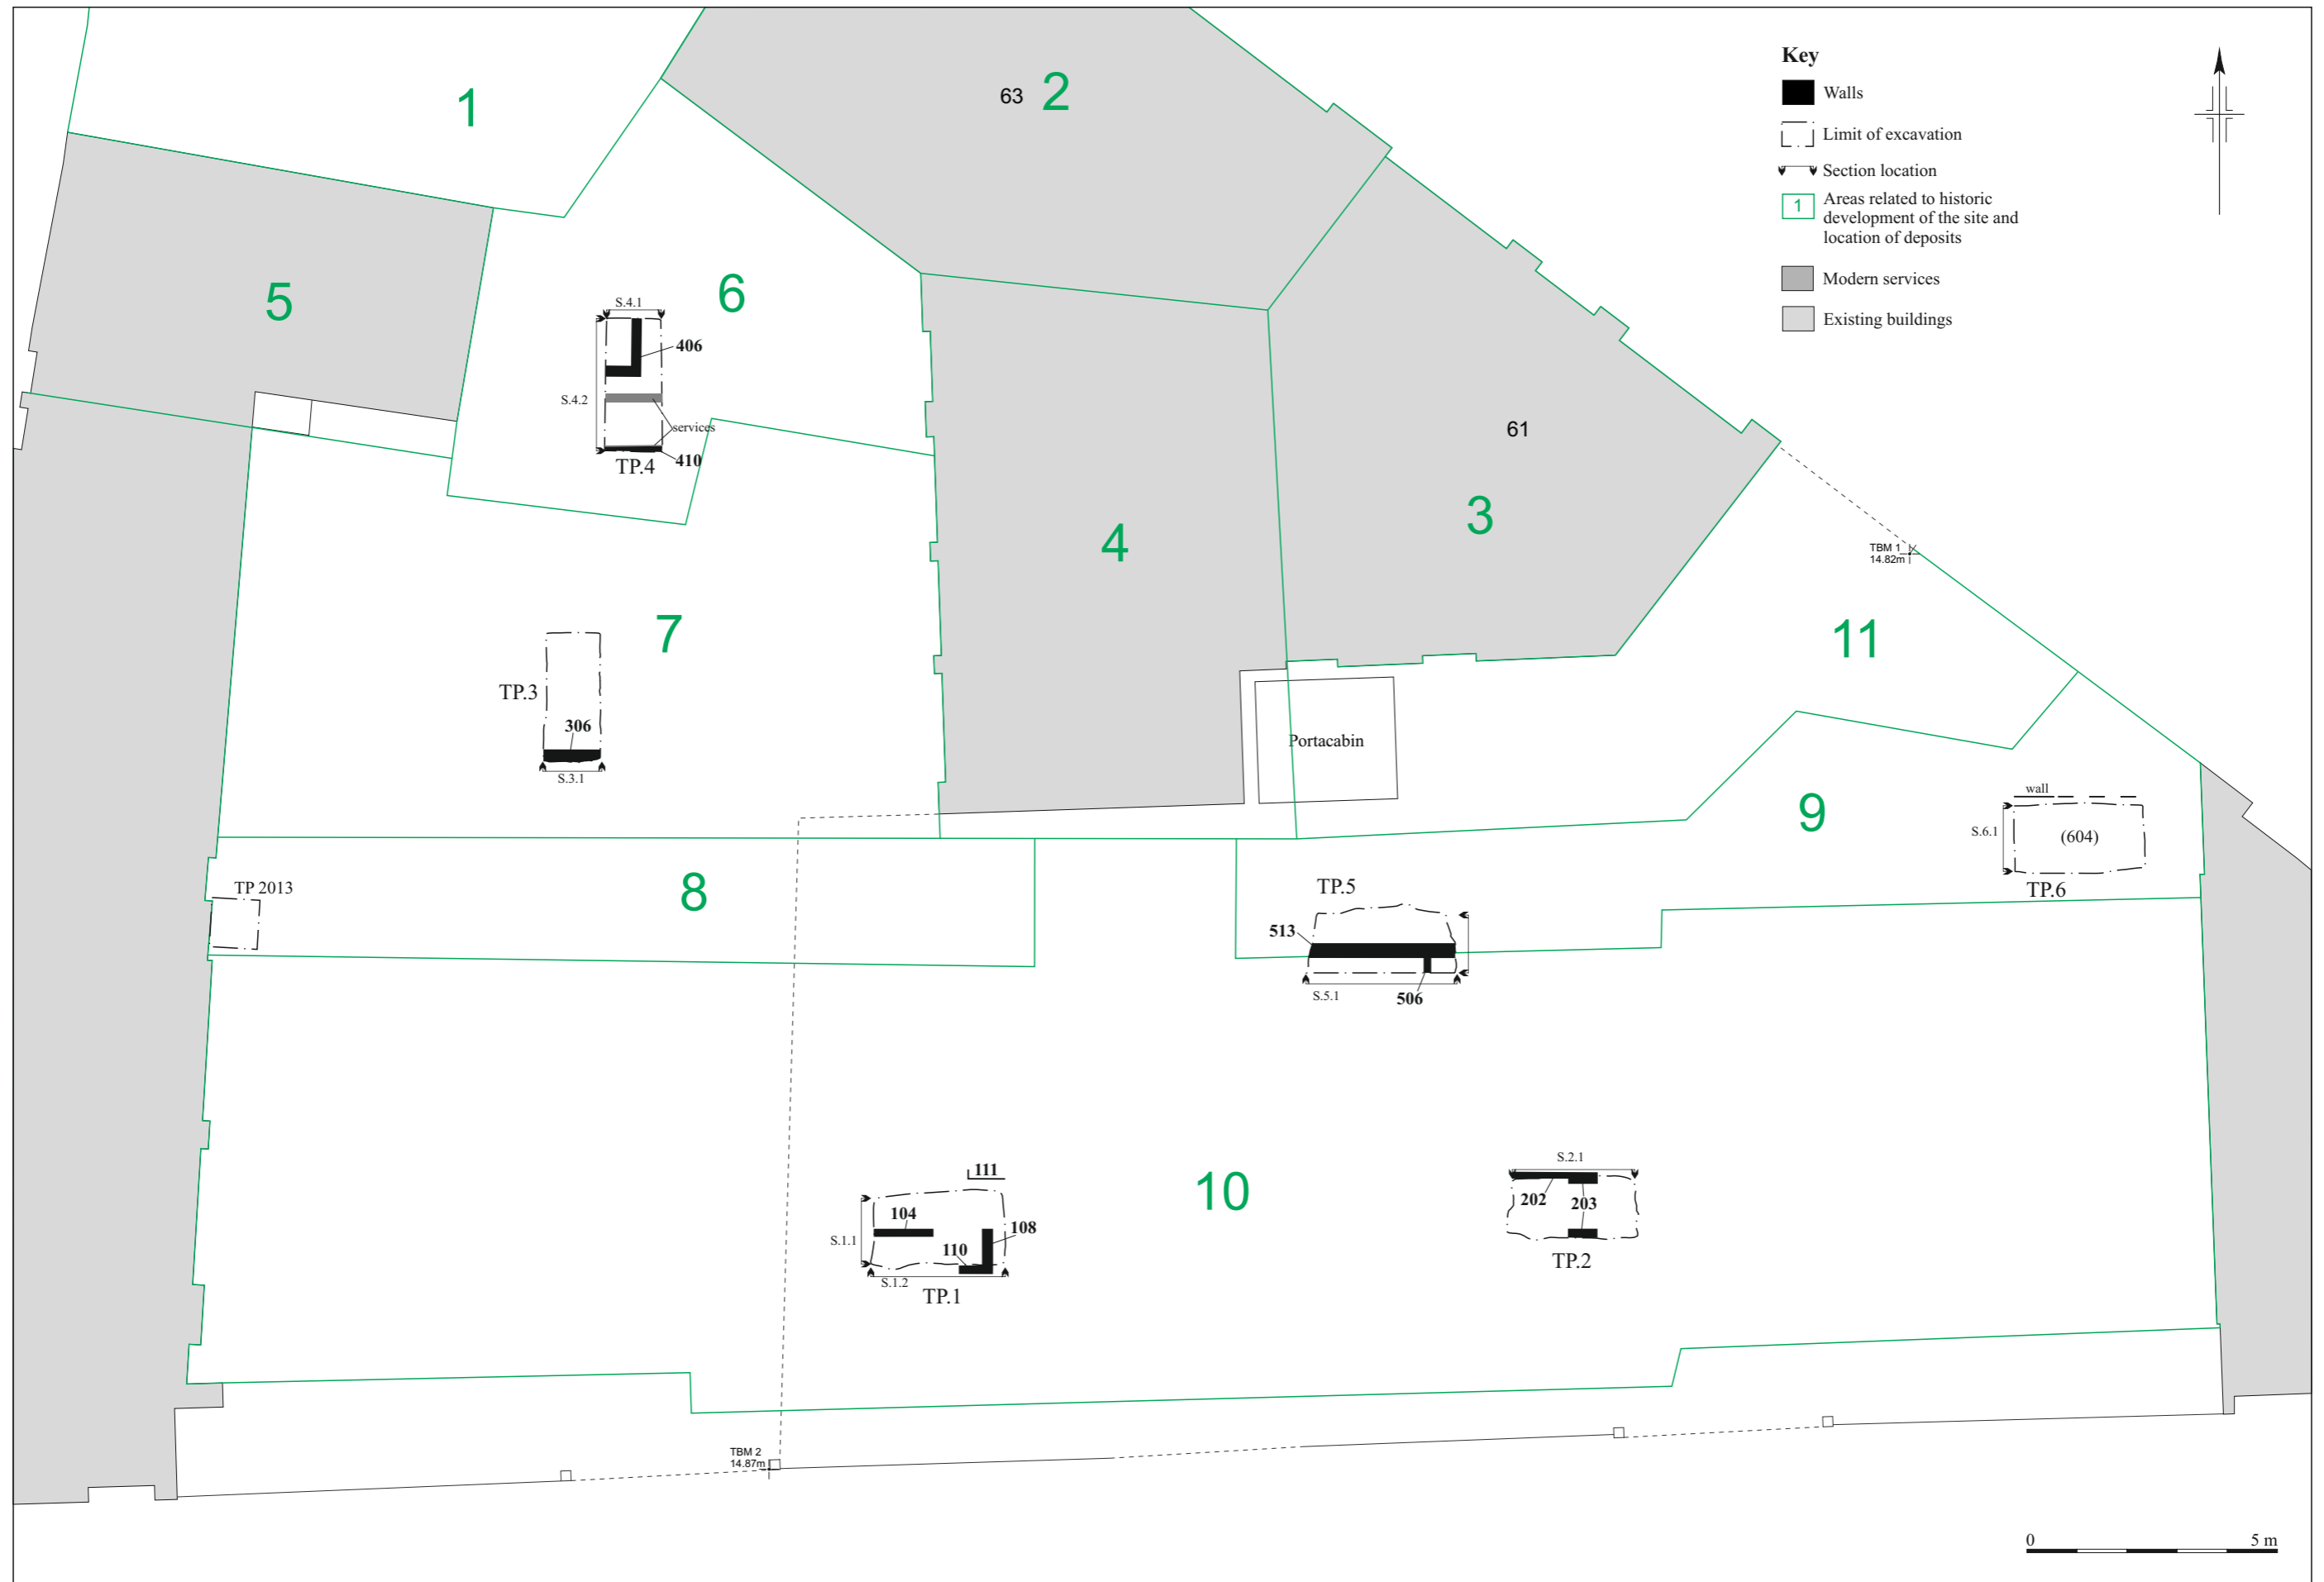 Key
Walls
Limit of excavation
Section location
1
Areas related to historic
development of the site and
location of deposits
Modern services
Existing buildings
1
63
2
5
6
S.4.1
406
S.4.2
services
410
TP.4
61
3
4
TBM 1
14.82m
11
7
TP.3
306
S.3.1
Portacabin
wall
9
S.6.1
(604)
TP.6
TP 2013
8
TP.5
513
S.5.1
506
111
104
108
S.1.1
110
S.1.2
TP.1
10
S.2.1
202
203
TP.2
TBM 2
14.87m
0
5 m